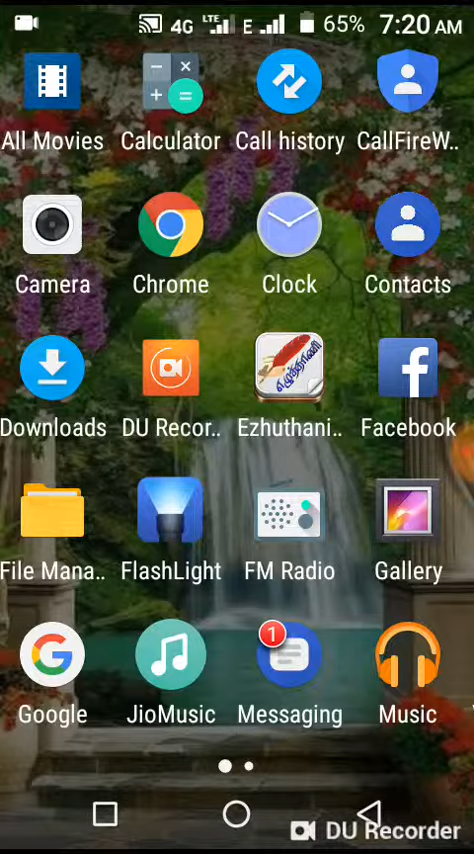 4G LTE E 65% 7:20 AM
All Movies Calculator Call history CallFireW..
Camera Chrome Clock Contacts
எழுத்தாணி
Downloads DU Recor.. Ezhuthani.. Facebook
File Mana.. FlashLight FM Radio Gallery
1
Google JioMusic Messaging Music
DU Recorder